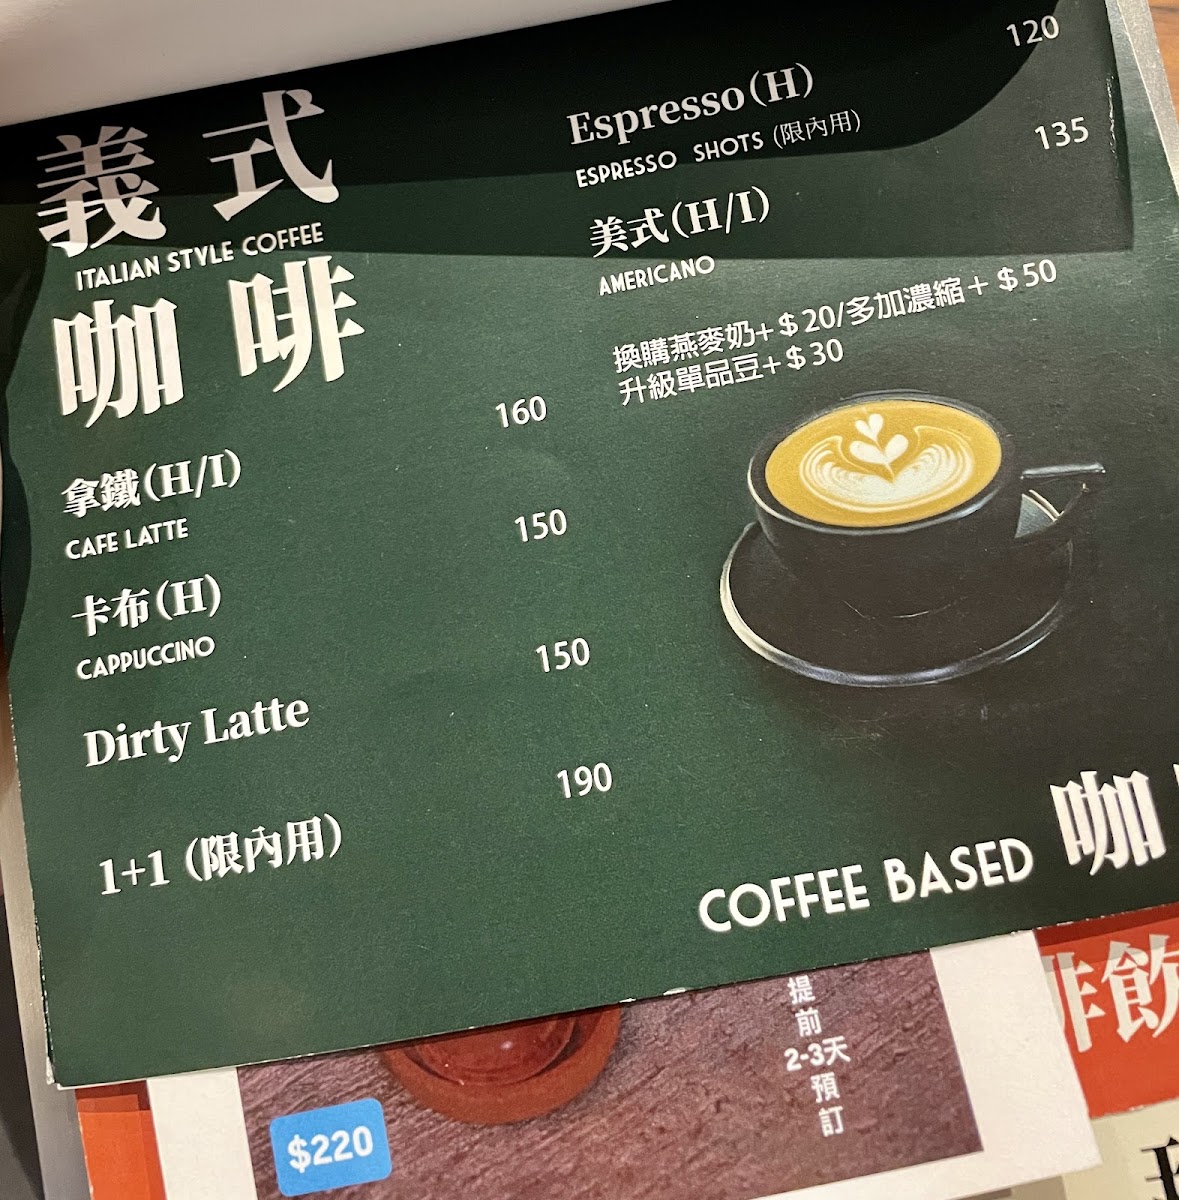 義式
ITALIAN STYLE COFFEE
咖啡
拿鐵(H/I) 160
CAFE LATTE
卡布(H) 150
CAPPUCCINO
Dirty Latte 150
1+1 (限內用) 190
Espresso(H) 120
ESPRESSO SHOTS (限內用)
美式(H/I) 135
AMERICANO
換購燕麥奶+$20/多加濃縮+$50
升級單品豆+$30
COFFEE BASED 咖
啡飲
提前2-3天預訂
$220